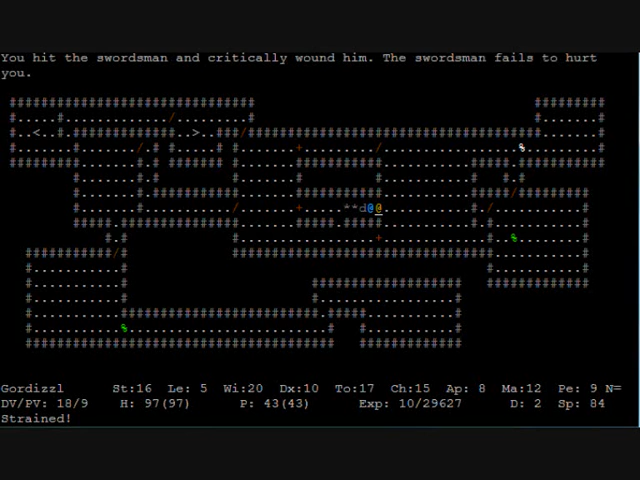 You hit the swordsman and critically wound him. The swordsman fails to hurt
you.
Gordizzl St:16 Le: 5 Wi:20 Dx:10 To:17 Ch:15 Ap: 8 Ma:12 Pe: 9 N=
DV/PV: 18/9 H: 97(97) P: 43(43) Exp: 10/29627 D: 2 Sp: 84
Strained!